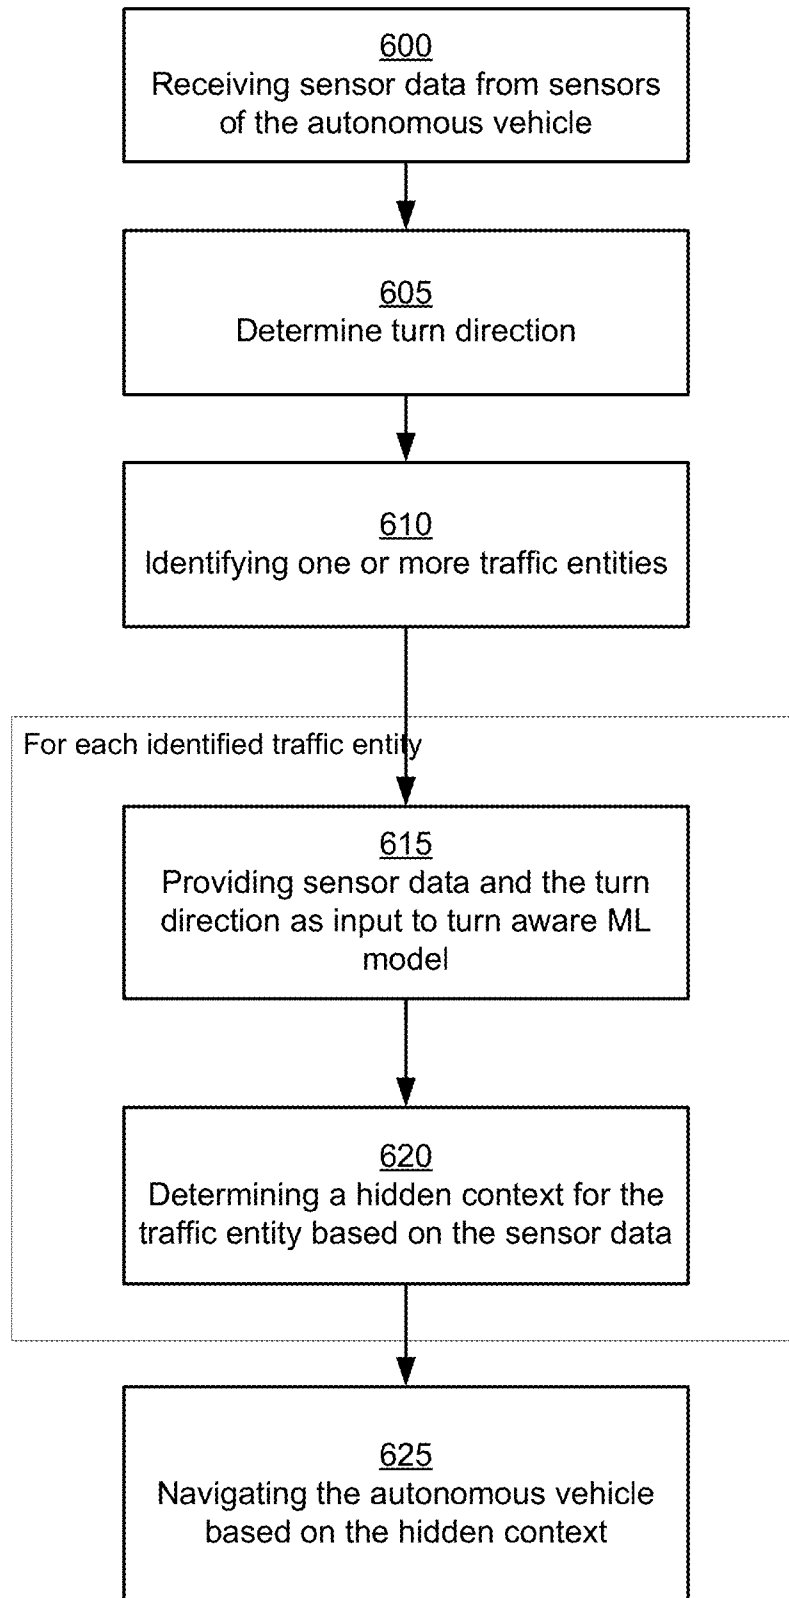 600
Receiving sensor data from sensors
of the autonomous vehicle
605
Determine turn direction
610
Identifying one or more traffic entities
For each identified traffic entity
615
Providing sensor data and the turn
direction as input to turn aware ML
model
620
Determining a hidden context for the
traffic entity based on the sensor data
625
Navigating the autonomous vehicle
based on the hidden context